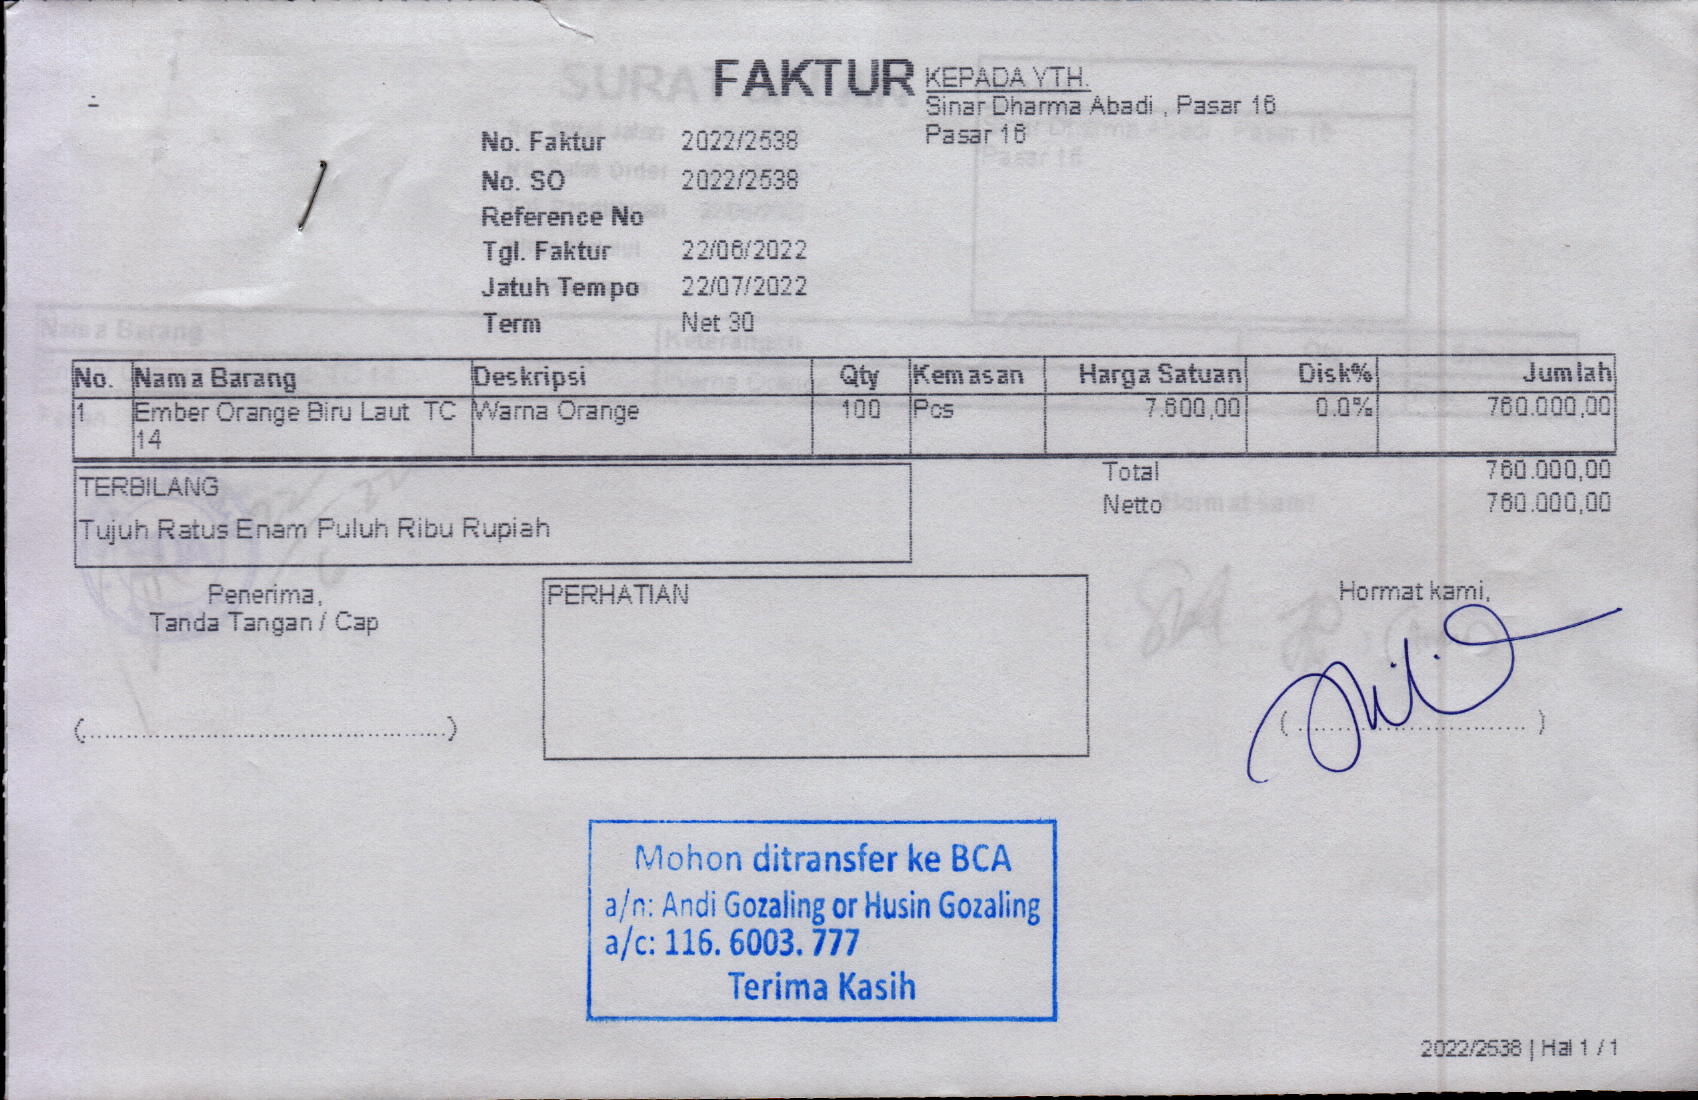 FAKTUR
KEPADA YTH.
Sinar Dharma Abadi , Pasar 16
Pasar 16
No. Faktur 2022/2538
No. SO 2022/2538
Reference No
Tgl. Faktur 22/06/2022
Jatuh Tempo 22/07/2022
Term Net 30
No. Nama Barang Deskripsi Qty Kemasan Harga Satuan Disk% Jumlah
1 Ember Orange Biru Laut TC Warna Orange 100 Pcs 7.600,00 0.0% 760.000,00
14
Total 760.000,00
Netto 760.000,00
TERBILANG
Tujuh Ratus Enam Puluh Ribu Rupiah
Penerima,
Tanda Tangan / Cap
PERHATIAN
Hormat kami,
Mohon ditransfer ke BCA
a/n: Andi Gozaling or Husin Gozaling
a/c: 116. 6003. 777
Terima Kasih
2022/2538 | Hal 1 / 1